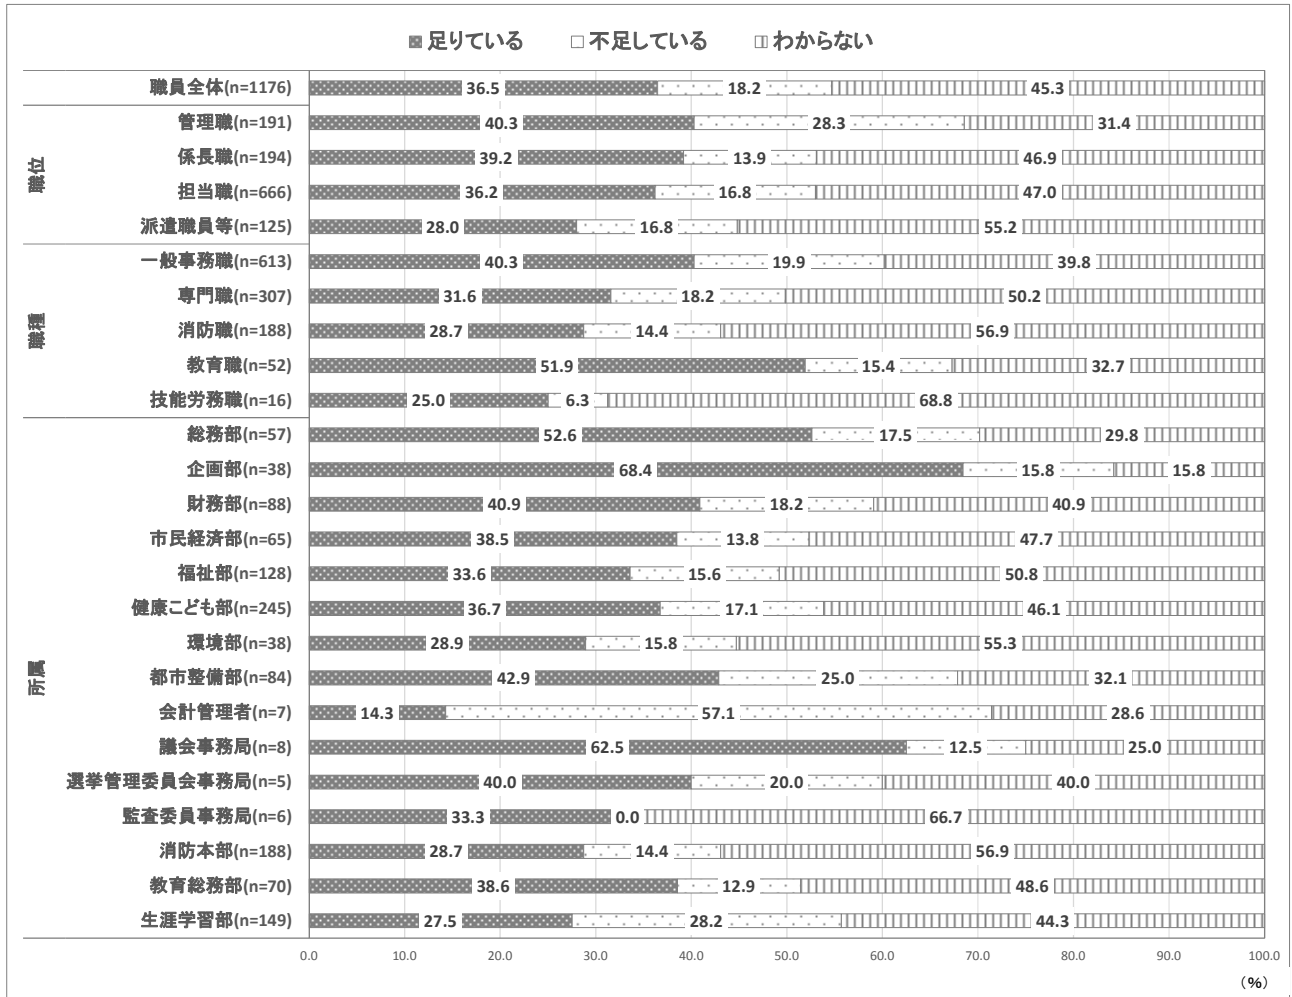 足りている 不足している わからない
職員全体(n=1176) 36.5 18.2 45.3
職位
管理職(n=191) 40.3 28.3 31.4
係長職(n=194) 39.2 13.9 46.9
担当職(n=666) 36.2 16.8 47.0
派遣職員等(n=125) 28.0 16.8 55.2
職種
一般事務職(n=613) 40.3 19.9 39.8
専門職(n=307) 31.6 18.2 50.2
消防職(n=188) 28.7 14.4 56.9
教育職(n=52) 51.9 15.4 32.7
技能労務職(n=16) 25.0 6.3 68.8
所属
総務部(n=57) 52.6 17.5 29.8
企画部(n=38) 68.4 15.8 15.8
財務部(n=88) 40.9 18.2 40.9
市民経済部(n=65) 38.5 13.8 47.7
福祉部(n=128) 33.6 15.6 50.8
健康こども部(n=245) 36.7 17.1 46.1
環境部(n=38) 28.9 15.8 55.3
都市整備部(n=84) 42.9 25.0 32.1
会計管理者(n=7) 14.3 57.1 28.6
議会事務局(n=8) 62.5 12.5 25.0
選挙管理委員会事務局(n=5) 40.0 20.0 40.0
監査委員事務局(n=6) 33.3 0.0 66.7
消防本部(n=188) 28.7 14.4 56.9
教育総務部(n=70) 38.6 12.9 48.6
生涯学習部(n=149) 27.5 28.2 44.3
0.0 10.0 20.0 30.0 40.0 50.0 60.0 70.0 80.0 90.0 100.0
（%）